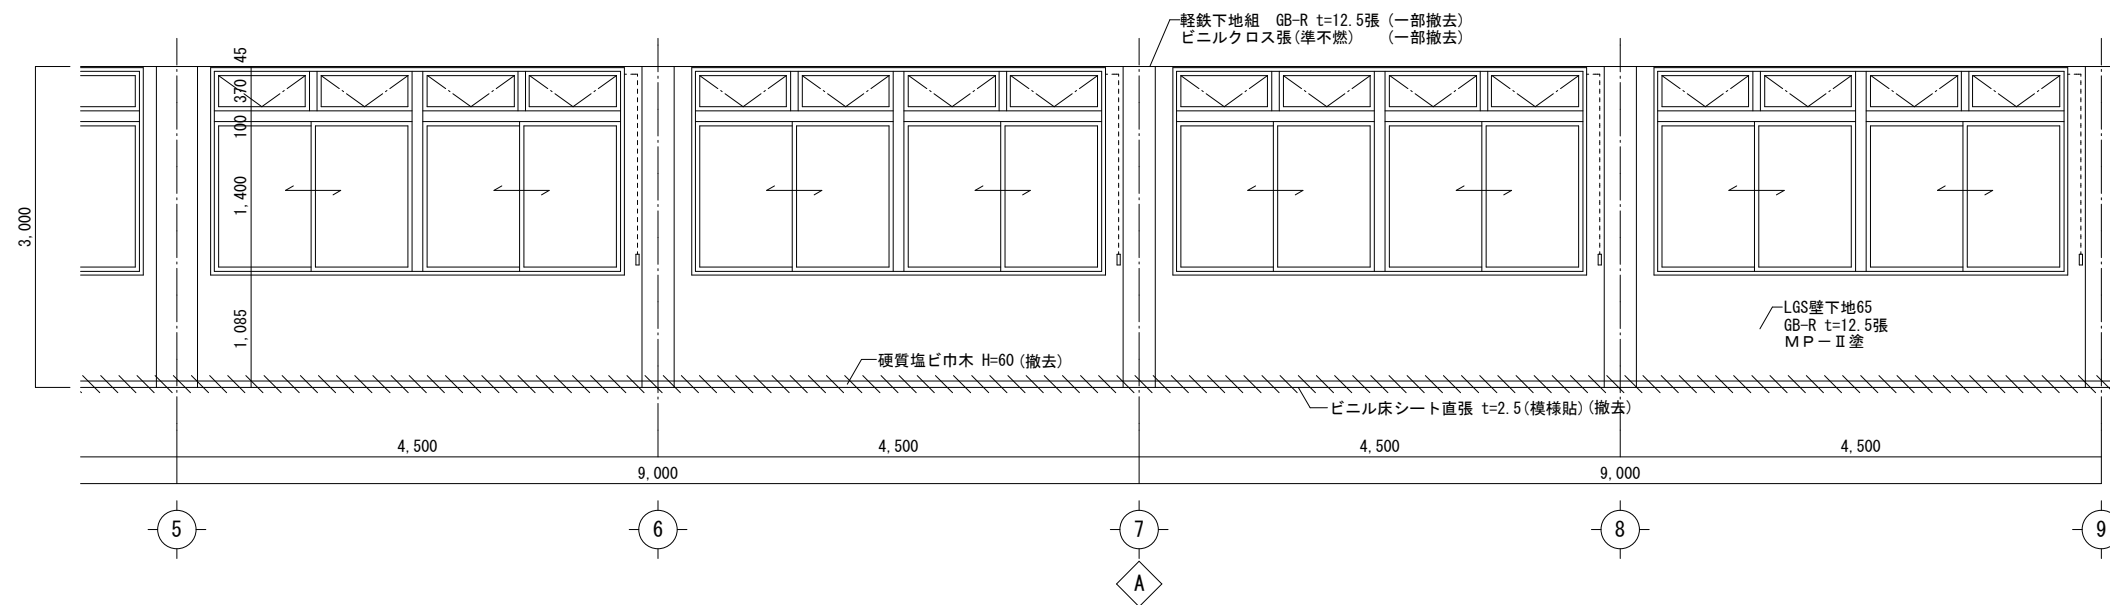 軽鉄下地組 GB-R t=12.5張 (一部撤去)
ビニルクロス張(準不燃) (一部撤去)
45
370
100
1,400
1,085
3,000
LGS壁下地65
GB-R t=12.5張
MP-Ⅱ塗
硬質塩ビ巾木 H=60 (撤去)
ビニル床シート直張 t=2.5(模様貼) (撤去)
4,500
4,500
4,500
4,500
9,000
9,000
5
6
7
8
9
A